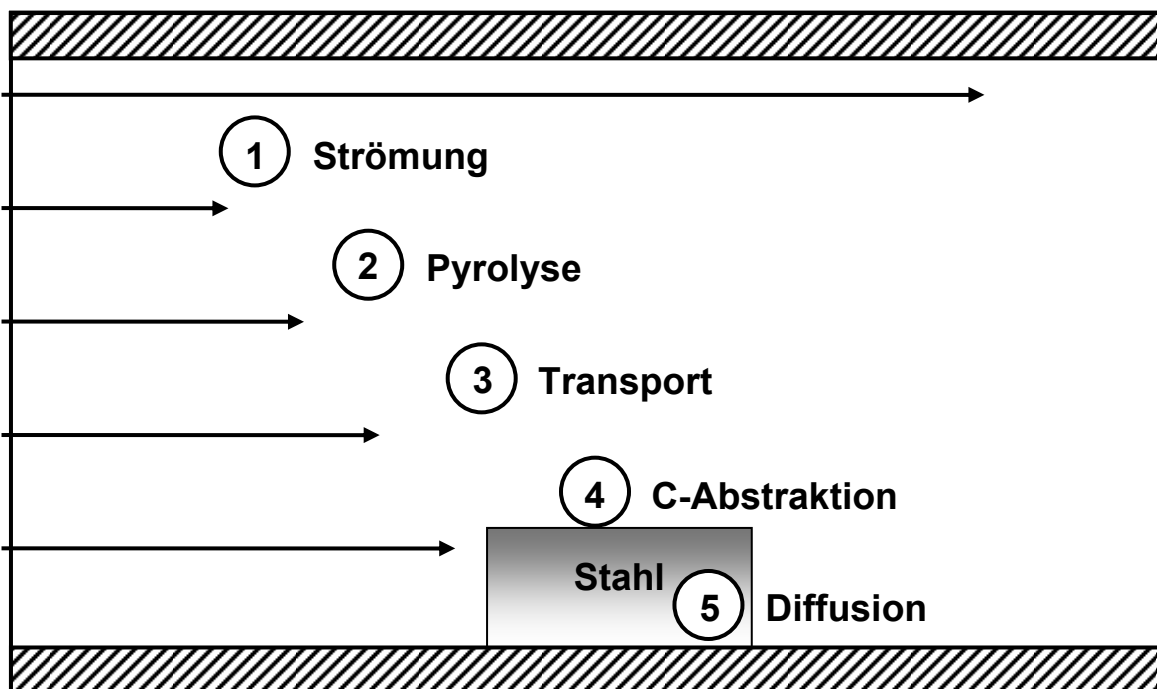 1 Strömung
2 Pyrolyse
3 Transport
4 C-Abstraktion
Stahl
5 Diffusion